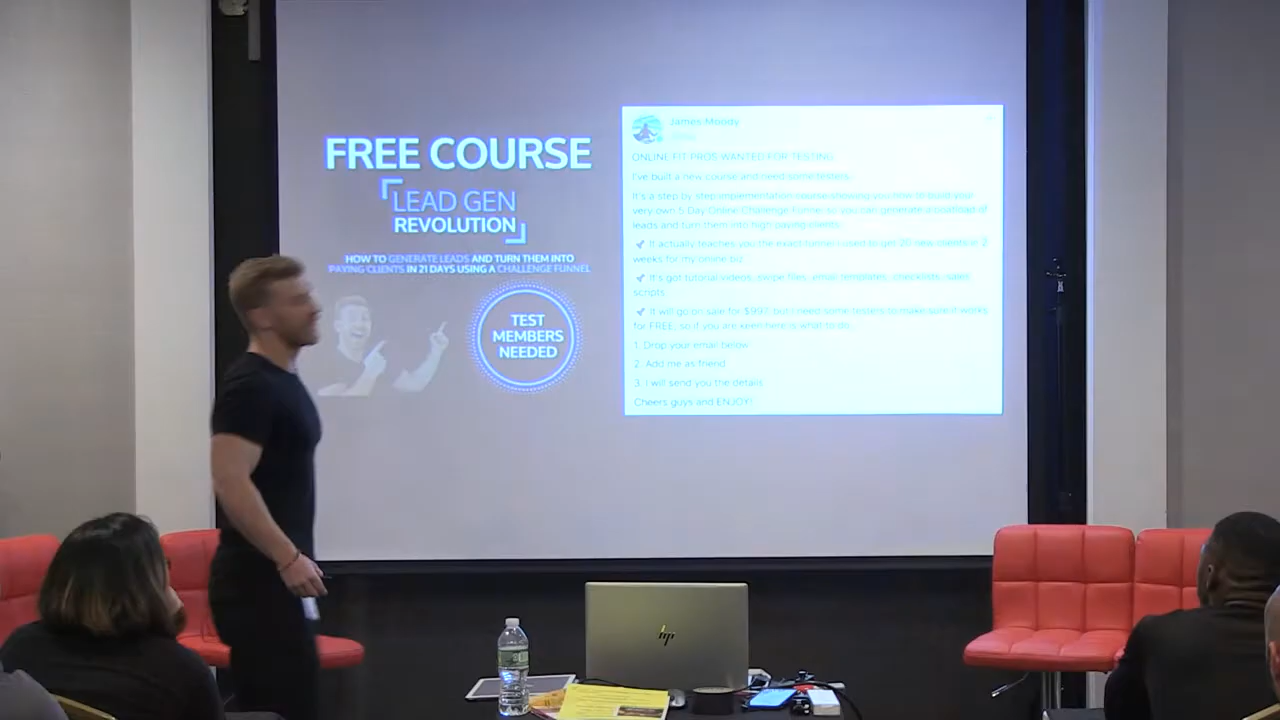 FREE COURSE
LEAD GEN
REVOLUTION
HOW TO GENERATE LEADS AND TURN THEM INTO
PAYING CLIENTS IN 21 DAYS USING A CHALLENGE FUNNEL
TEST
MEMBERS
NEEDED
James Moody
ONLINE FIT PROS WANTED FOR TESTING
I've built a new course and need some testers.
It's a step by step implementation course showing you how to build your
very own 5 Day Online Challenge Funnel so you can generate a boatload of
leads and turn them into high paying clients.
🚀 It actually teaches you the exact funnel I used to get 20 new clients in 2
weeks for my online biz.
🚀 It's got tutorial videos, swipe files, email templates, checklists, sales
scripts.
🚀 It will go on sale for $997, but I need some testers to make sure it works
for FREE, so if you are keen here is what to do.
1. Drop your email below
2. Add me as friend
3. I will send you the details
Cheers guys and ENJOY!
hp